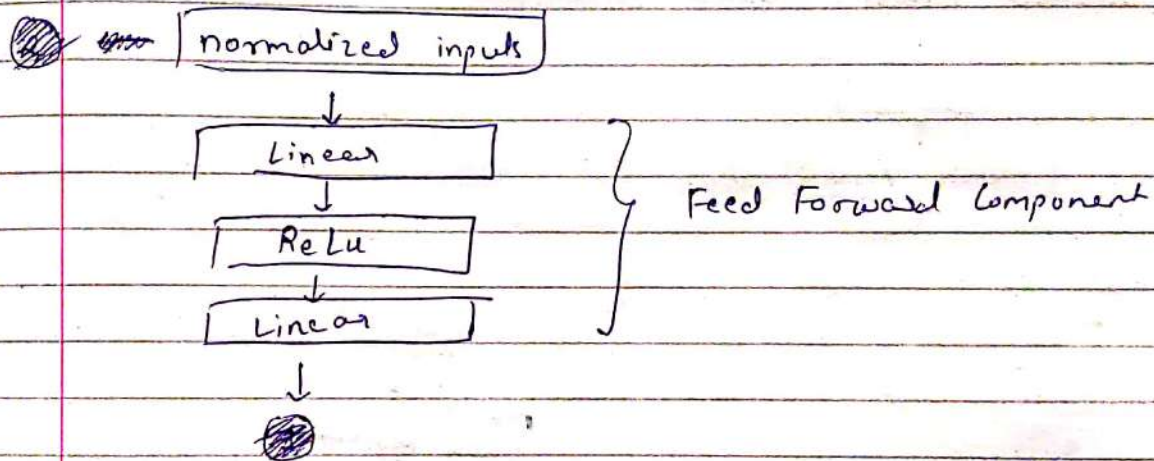 normalized inputs
Linear
ReLu
Feed Forward Component
Linear